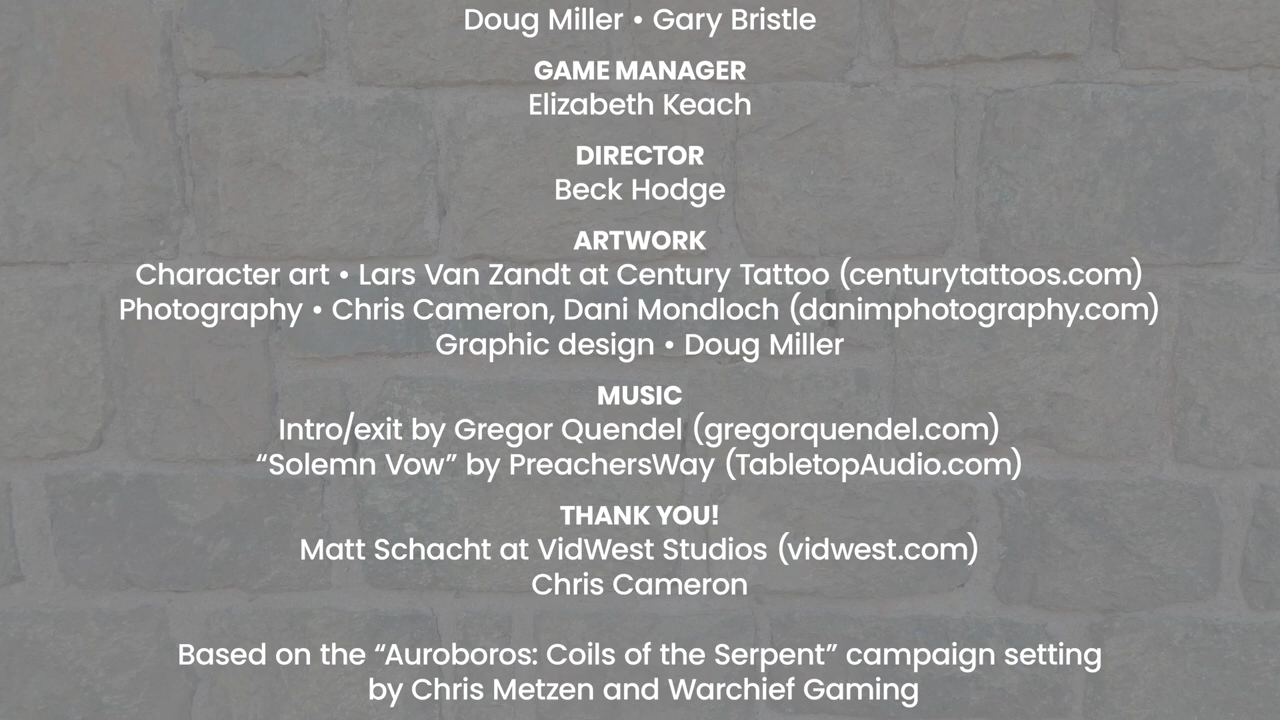 Doug Miller • Gary Bristle
GAME MANAGER
Elizabeth Keach
DIRECTOR
Beck Hodge
ARTWORK
Character art • Lars Van Zandt at Century Tattoo (centurytattoos.com)
Photography • Chris Cameron, Dani Mondloch (danimphotography.com)
Graphic design • Doug Miller
MUSIC
Intro/exit by Gregor Quendel (gregorquendel.com)
“Solemn Vow” by PreachersWay (TabletopAudio.com)
THANK YOU!
Matt Schacht at VidWest Studios (vidwest.com)
Chris Cameron
Based on the “Auroboros: Coils of the Serpent” campaign setting
by Chris Metzen and Warchief Gaming